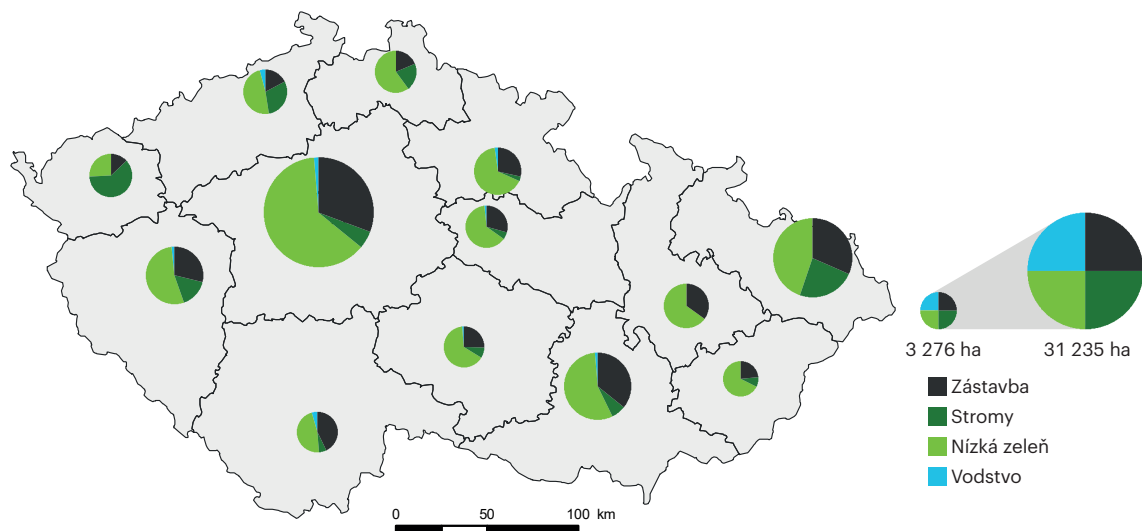 3 276 ha
31 235 ha
Zástavba
Stromy
Nízká zeleň
Vodstvo
0 50 100 km